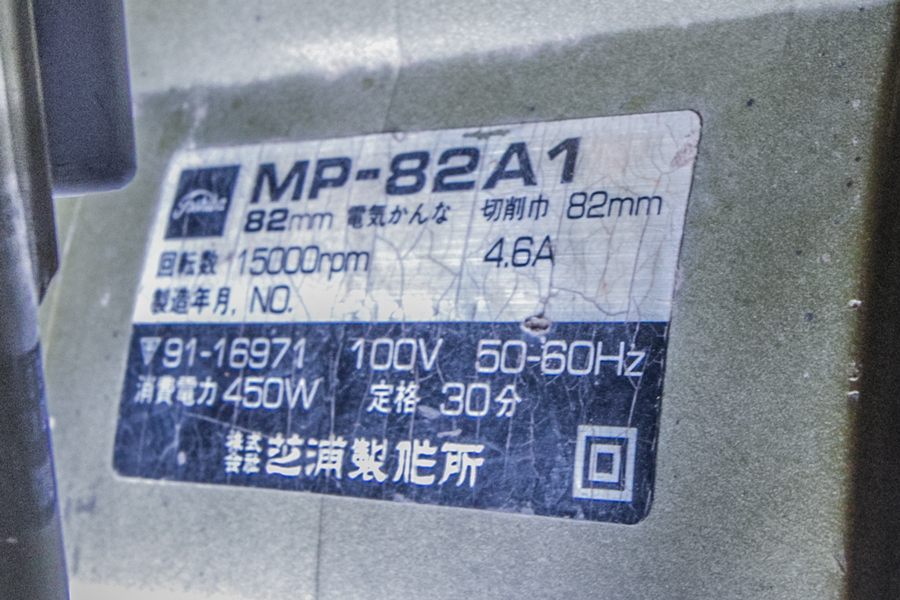 Toshiba
MP-82A1
82mm 電気かんな 切削巾 82mm
回転数 15000rpm 4.6A
製造年月, NO.
▽91-16971 100V 50-60Hz
消費電力 450W 定格 30分
株式会社 芝浦製作所